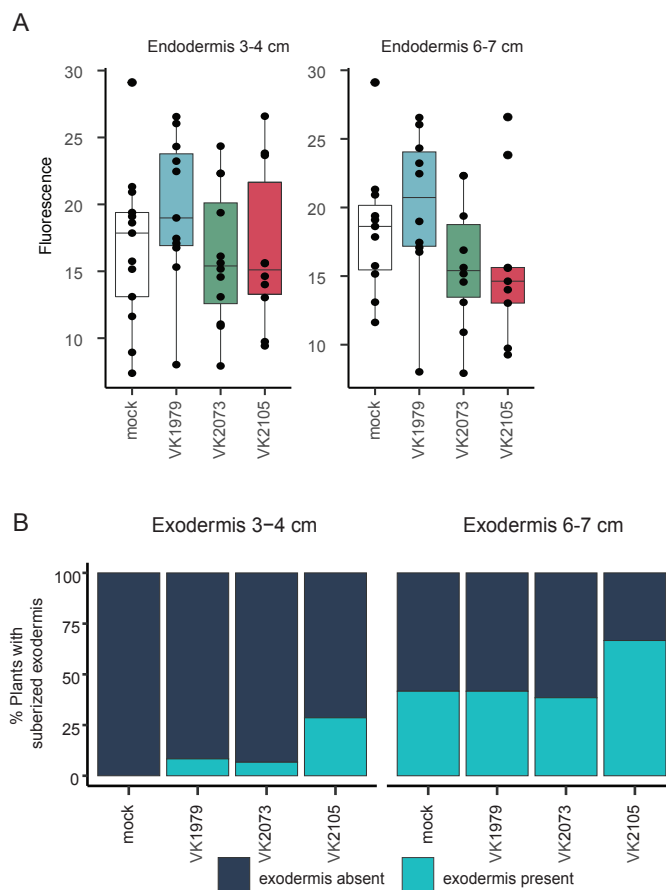 A
Endodermis 3-4 cm
Endodermis 6-7 cm
Fluorescence
30
25
20
15
10
30
25
20
15
10
mock
VK1979
VK2073
VK2105
mock
VK1979
VK2073
VK2105
B
Exodermis 3−4 cm
Exodermis 6-7 cm
% Plants with
suberized exodermis
100
75
50
25
0
mock
VK1979
VK2073
VK2105
mock
VK1979
VK2073
VK2105
exodermis absent
exodermis present